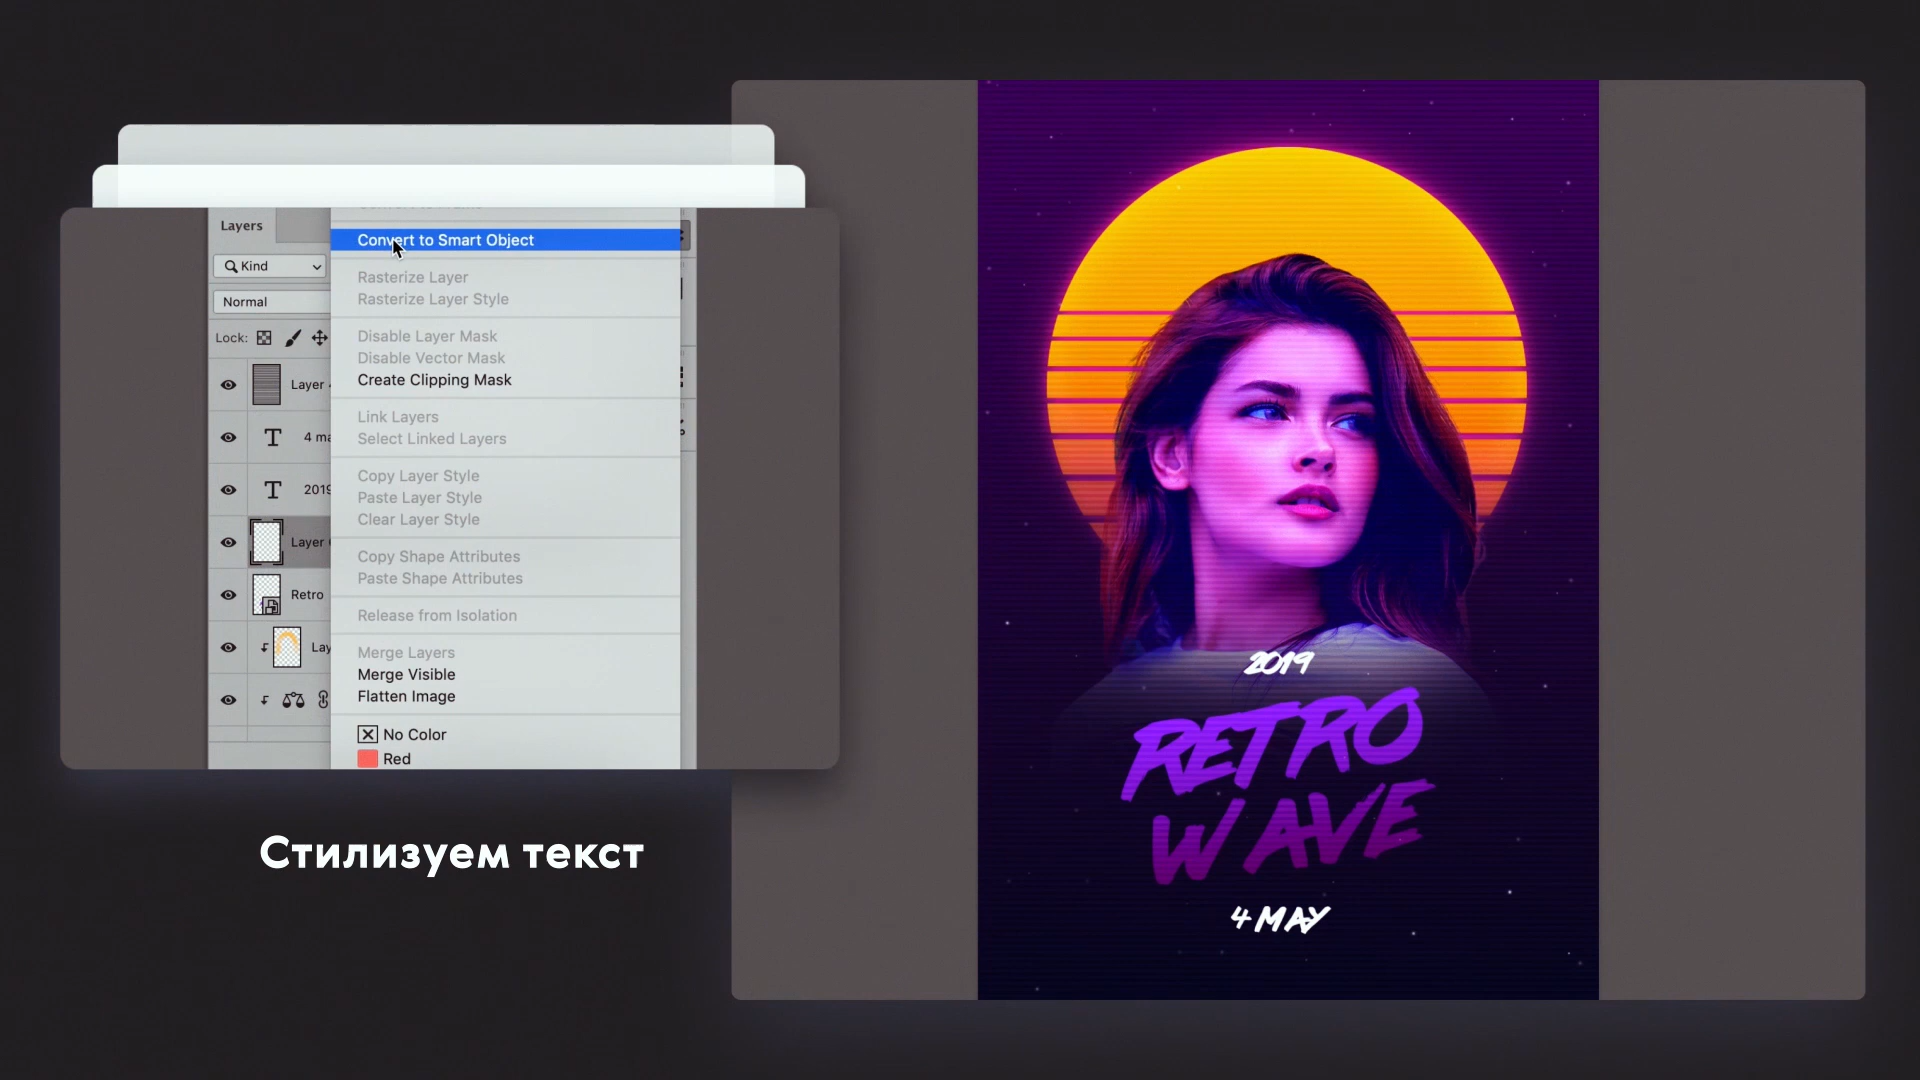 Layers
Convert to Smart Object
Kind
Rasterize Layer
Normal
Rasterize Layer Style
Lock:
Disable Layer Mask
Disable Vector Mask
Create Clipping Mask
Layer
Link Layers
4 ma
Select Linked Layers
Copy Layer Style
2019
Paste Layer Style
Clear Layer Style
Layer
Copy Shape Attributes
Paste Shape Attributes
Retro
Release from Isolation
Lay
Merge Layers
Merge Visible
Flatten Image
No Color
Red
Стилизуем текст
2019
RETRO
WAVE
4 MAY